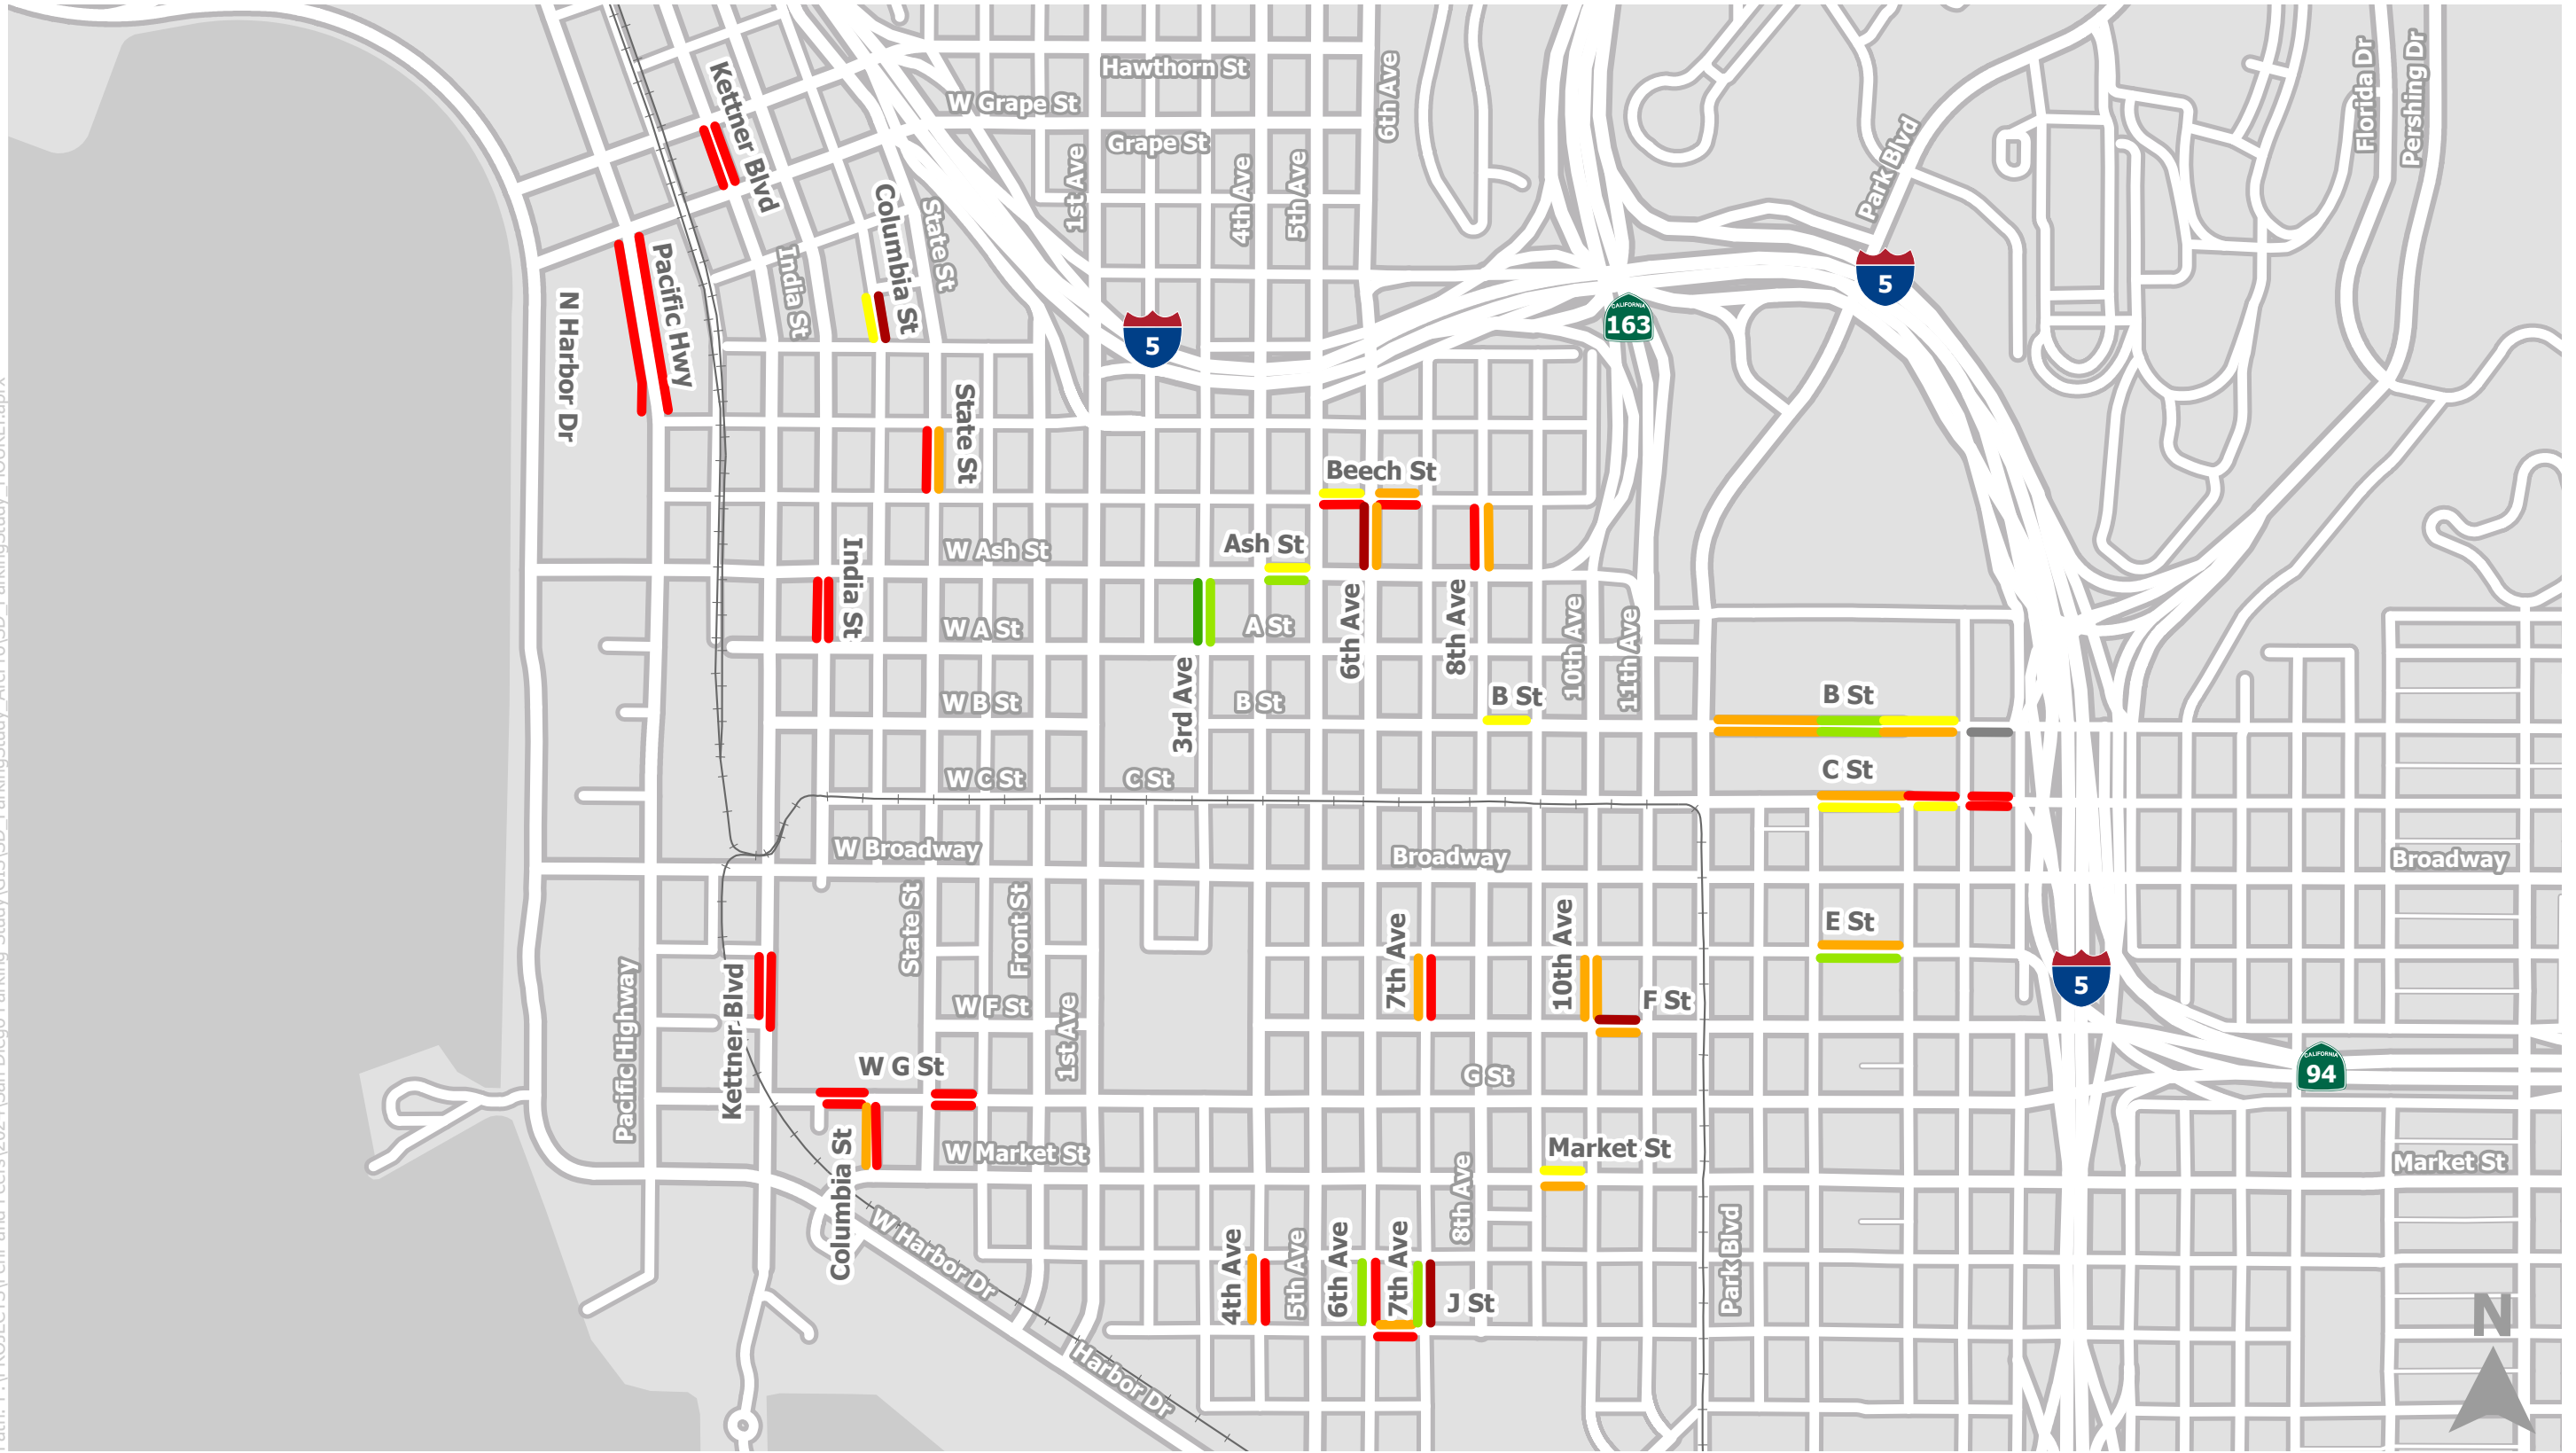 Hawthorn St
W Grape St
Grape St
6th Ave
Florida Dr
Pershing Dr
Kettner Blvd
Park Blvd
1st Ave
4th Ave
5th Ave
Columbia St
State St
India St
Pacific Hwy
N Harbor Dr
5
CALIFORNIA
163
5
State St
Beech St
Ash St
W Ash St
India St
W A St
A St
6th Ave
8th Ave
10th Ave
11th Ave
3rd Ave
B St
W B St
B St
B St
C St
W C St
C St
W Broadway
Broadway
Broadway
State St
Front St
7th Ave
10th Ave
E St
5
Pacific Highway
Kettner Blvd
W F St
F St
1st Ave
W G St
G St
CALIFORNIA
94
Columbia St
W Market St
Market St
Market St
8th Ave
W Harbor Dr
4th Ave
5th Ave
6th Ave
7th Ave
J St
Park Blvd
Harbor Dr
N